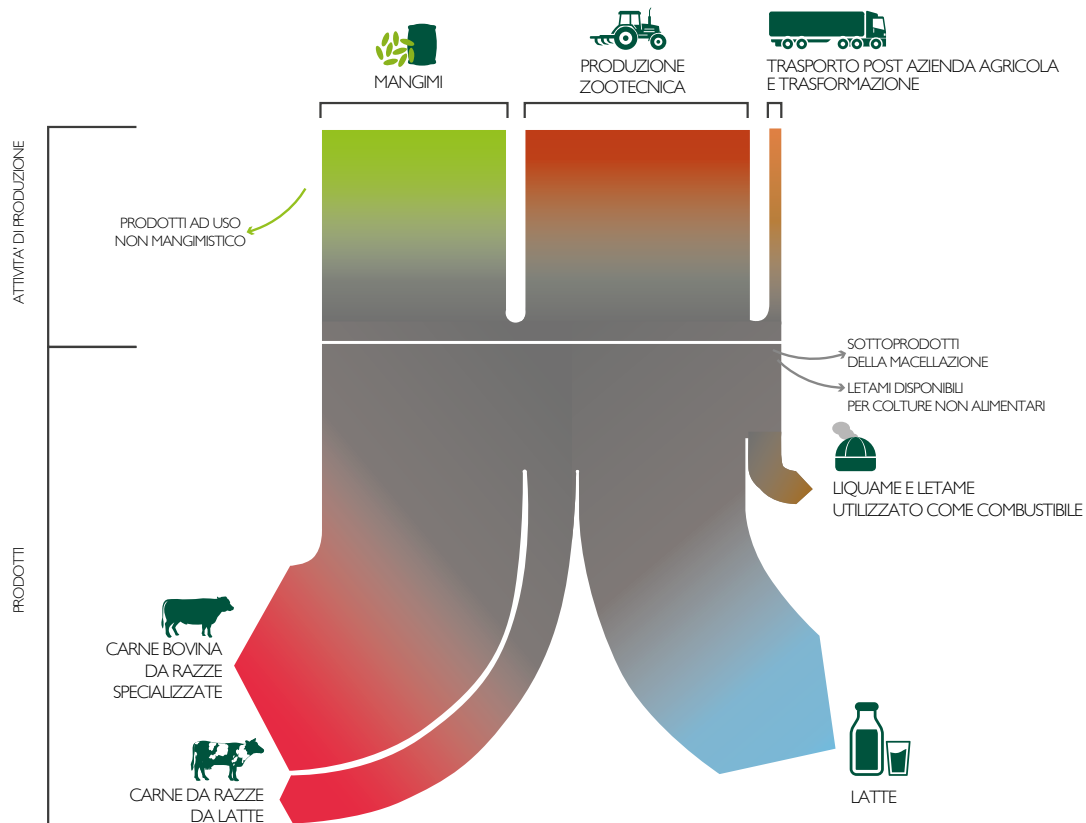 MANGIMI
PRODUZIONE
ZOOTECNICA
TRASPORTO POST AZIENDA AGRICOLA
E TRASFORMAZIONE
ATTIVITA' DI PRODUZIONE
PRODOTTI AD USO
NON MANGIMISTICO
SOTTOPRODOTTI
DELLA MACELLAZIONE
LETAMI DISPONIBILI
PER COLTURE NON ALIMENTARI
LIQUAME E LETAME
UTILIZZATO COME COMBUSTIBILE
PRODOTTI
CARNE BOVINA
DA RAZZE
SPECIALIZZATE
CARNE DA RAZZE
DA LATTE
LATTE